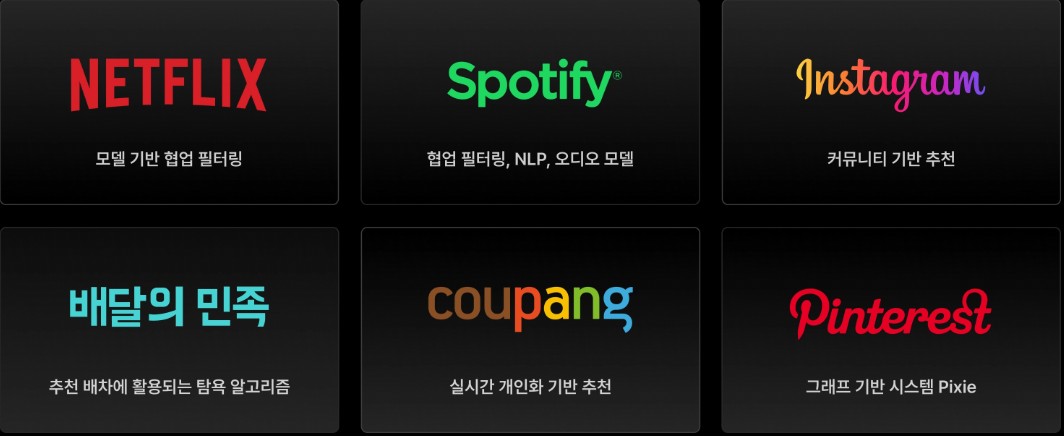 NETFLIX
모델 기반 협업 필터링
Spotify®
협업 필터링, NLP, 오디오 모델
Instagram
커뮤니티 기반 추천
배달의 민족
추천 배차에 활용되는 탐욕 알고리즘
coupang
실시간 개인화 기반 추천
Pinterest
그래프 기반 시스템 Pixie